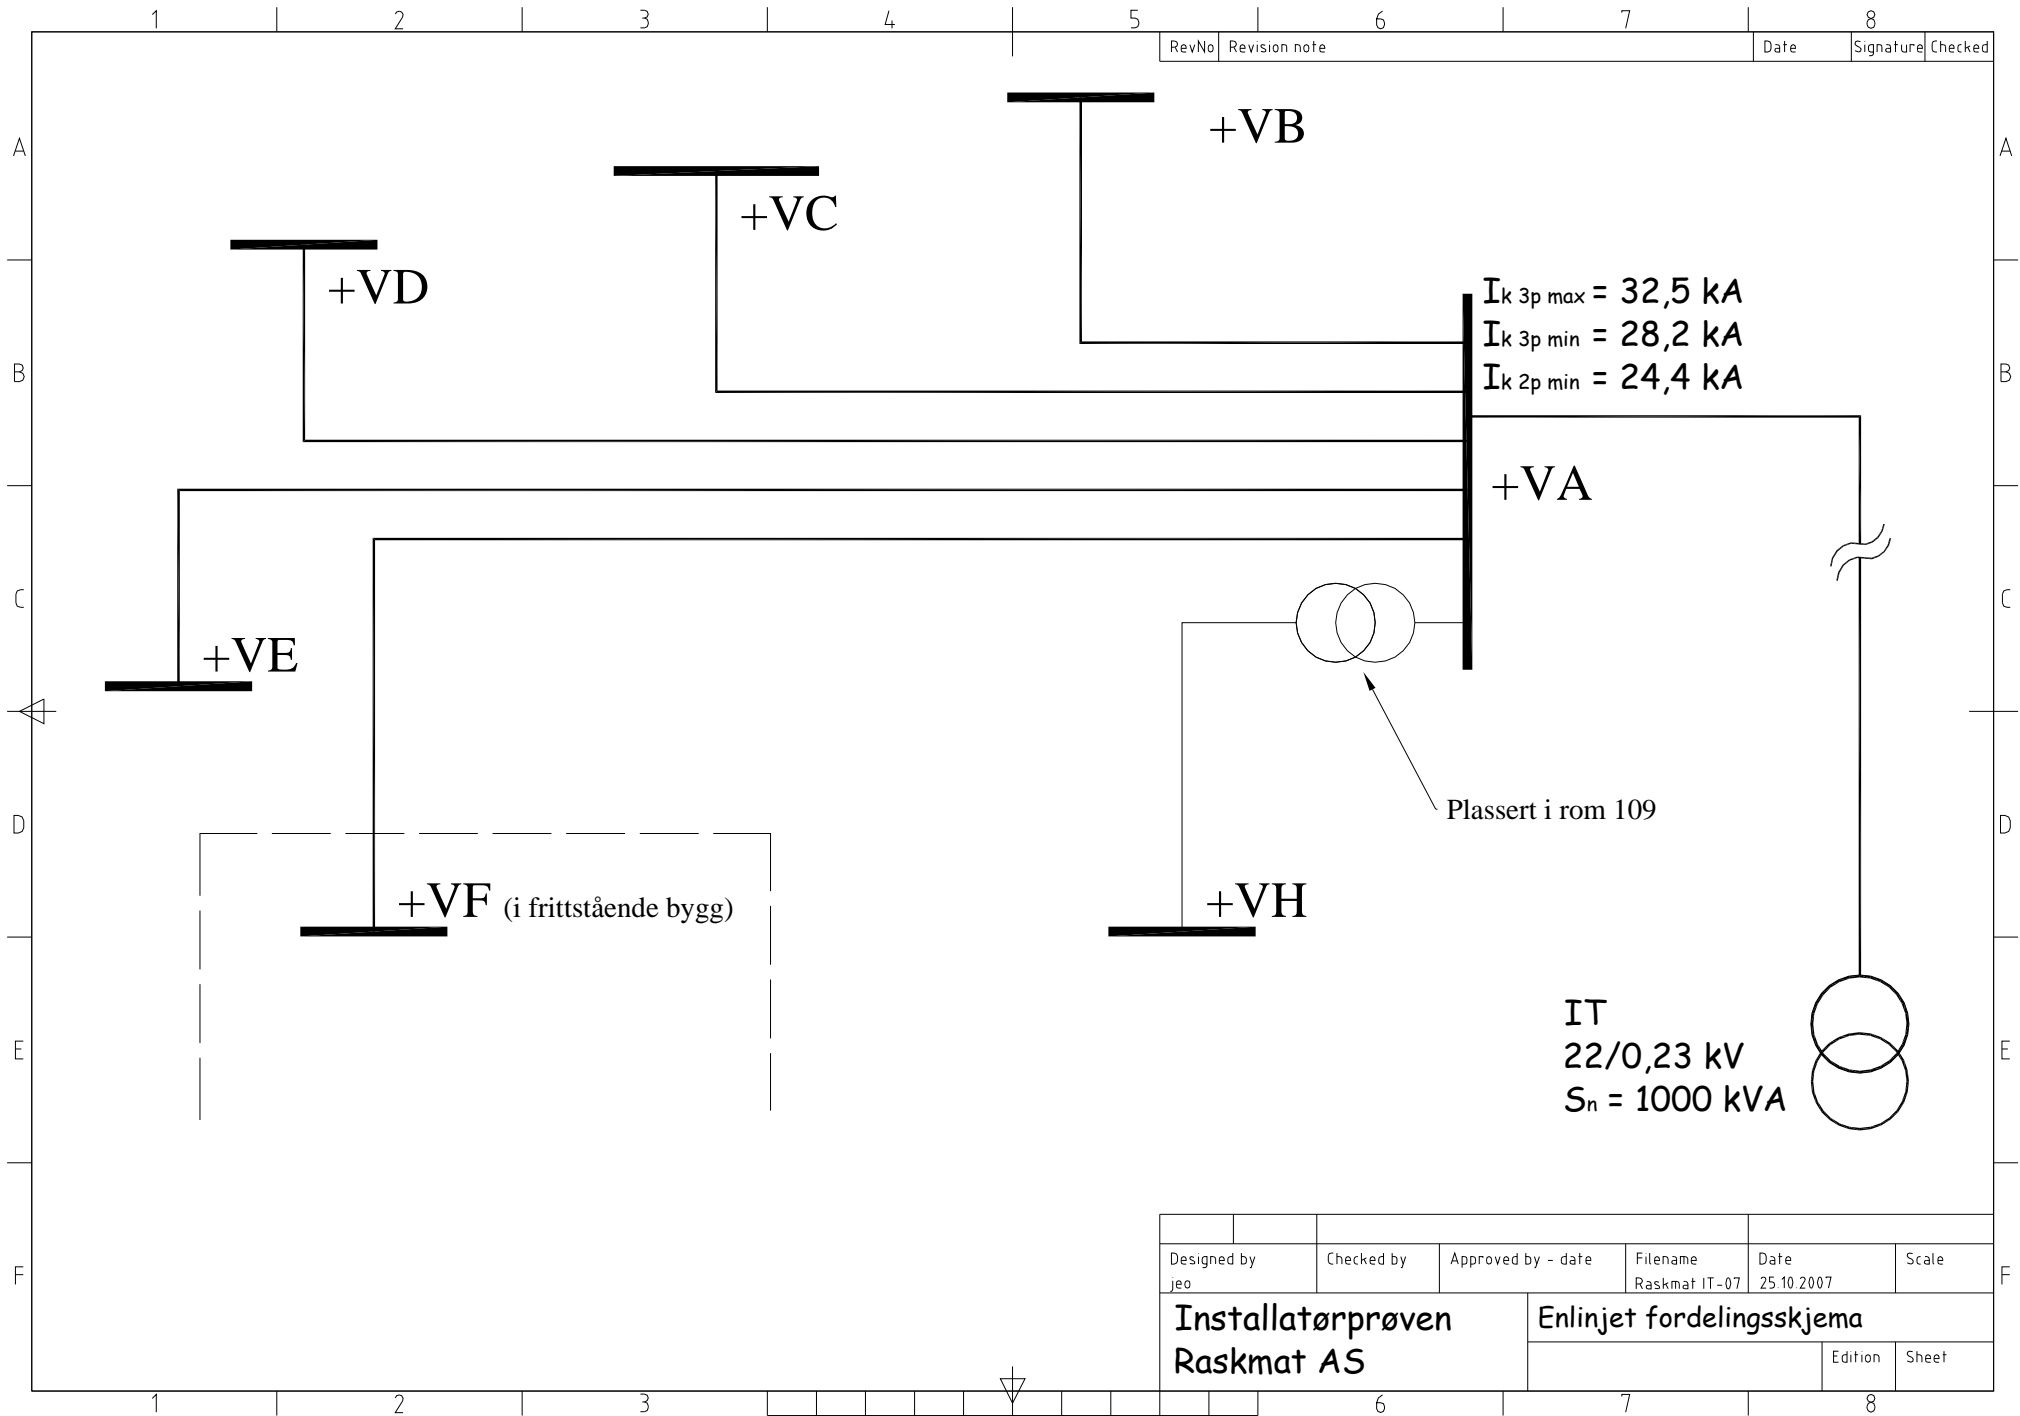 1 2 3 4 5 6 7 8
RevNo Revision note Date Signature Checked
A A
+VB
+VC
+VD
Ik 3p max = 32,5 kA
Ik 3p min = 28,2 kA
Ik 2p min = 24,4 kA
B B
+VA
C C
+VE
Plassert i rom 109
D D
+VF (i frittstående bygg)
+VH
IT
22/0,23 kV
Sn = 1000 kVA
E E
Designed by Checked by Approved by - date Filename Date Scale
jeo Raskmat IT-07 25.10.2007
F F
Installatørprøven
Raskmat AS
Enlinjet fordelingsskjema
Edition Sheet
1 2 3 6 7 8